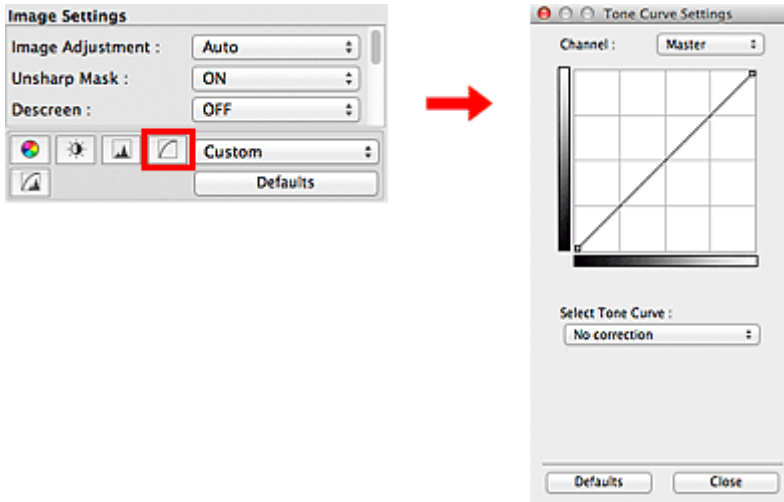 Image Settings
Image Adjustment : Auto
Unsharp Mask : ON
Descreen : OFF
Custom
Defaults
Tone Curve Settings
Channel : Master
Select Tone Curve :
No correction
Defaults Close